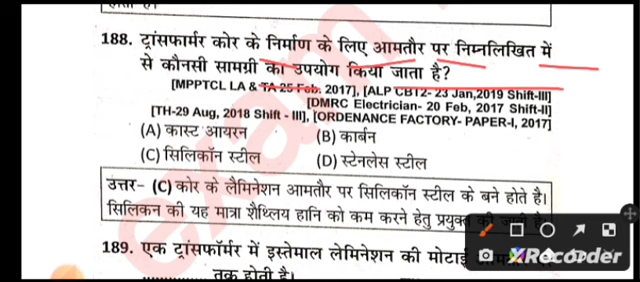 होता है।
188. ट्रांसफार्मर कोर के निर्माण के लिए आमतौर पर निम्नलिखित में
से कौनसी सामग्री का उपयोग किया जाता है?
[MPPTCL LA & TA 25 Feb. 2017], [ALP CBT2- 23 Jan,2019 Shift-III]
[DMRC Electrician- 20 Feb, 2017 Shift-II]
[TH-29 Aug, 2018 Shift - III], [ORDENANCE FACTORY- PAPER-I, 2017]
(A) कास्ट आयरन (B) कार्बन
(C) सिलिकॉन स्टील (D) स्टेनलेस स्टील
उत्तर– (C) कोर के लैमिनेशन आमतौर पर सिलिकॉन स्टील के बने होते है।
सिलिकन की यह मात्रा शैथिल्य हानि को कम करने हेतु प्रयुक्त की जाती है
189. एक ट्रांसफॉर्मर में इस्तेमाल लेमिनेशन की मोटाई
तक होती है।
XRecorder
exam